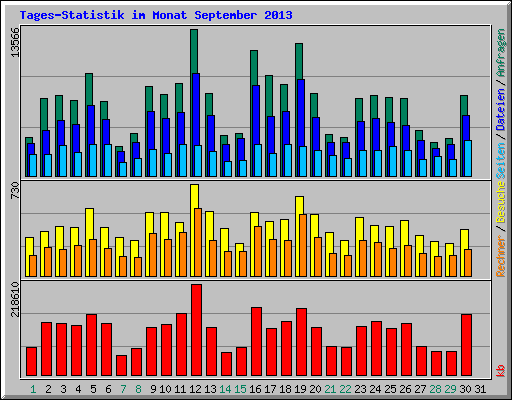 Tages-Statistik im Monat September 2013
13566
730
218610
Rechner / Besuche Seiten / Dateien / Anfragen
kb
1 2 3 4 5 6 7 8 9 10 11 12 13 14 15 16 17 18 19 20 21 22 23 24 25 26 27 28 29 30 31